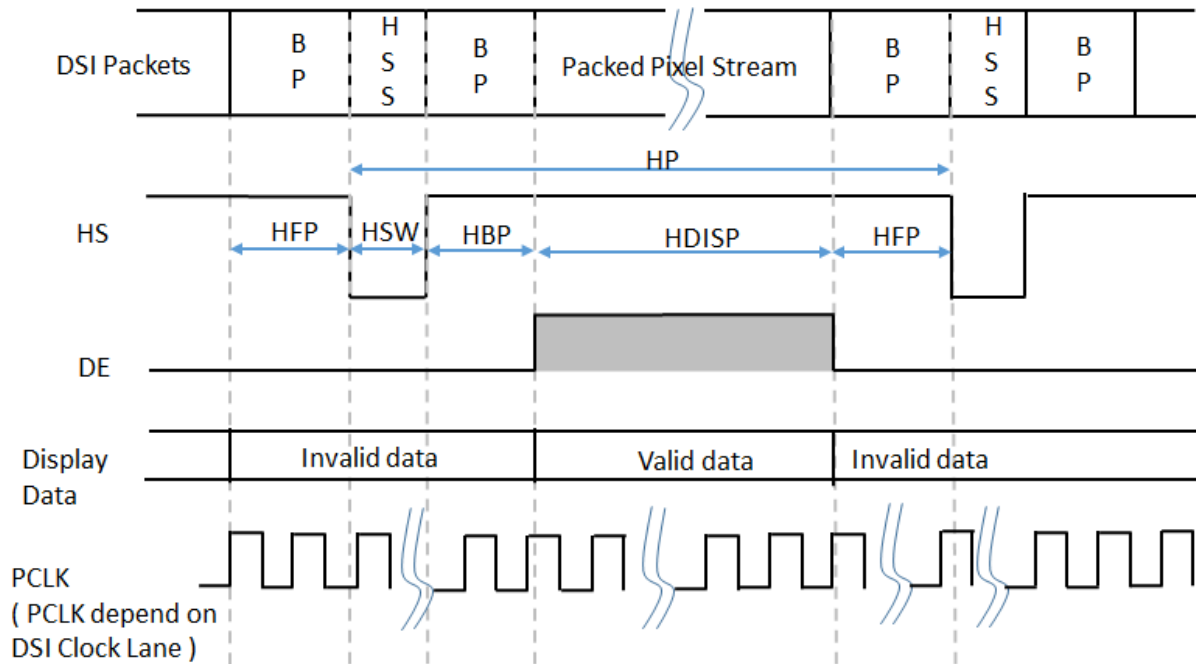 DSI Packets
B
P
H
S
S
B
P
Packed Pixel Stream
B
P
H
S
S
B
P
HP
HS
HFP
HSW
HBP
HDISP
HFP
DE
Display
Data
Invalid data
Valid data
Invalid data
PCLK
( PCLK depend on
DSI Clock Lane )